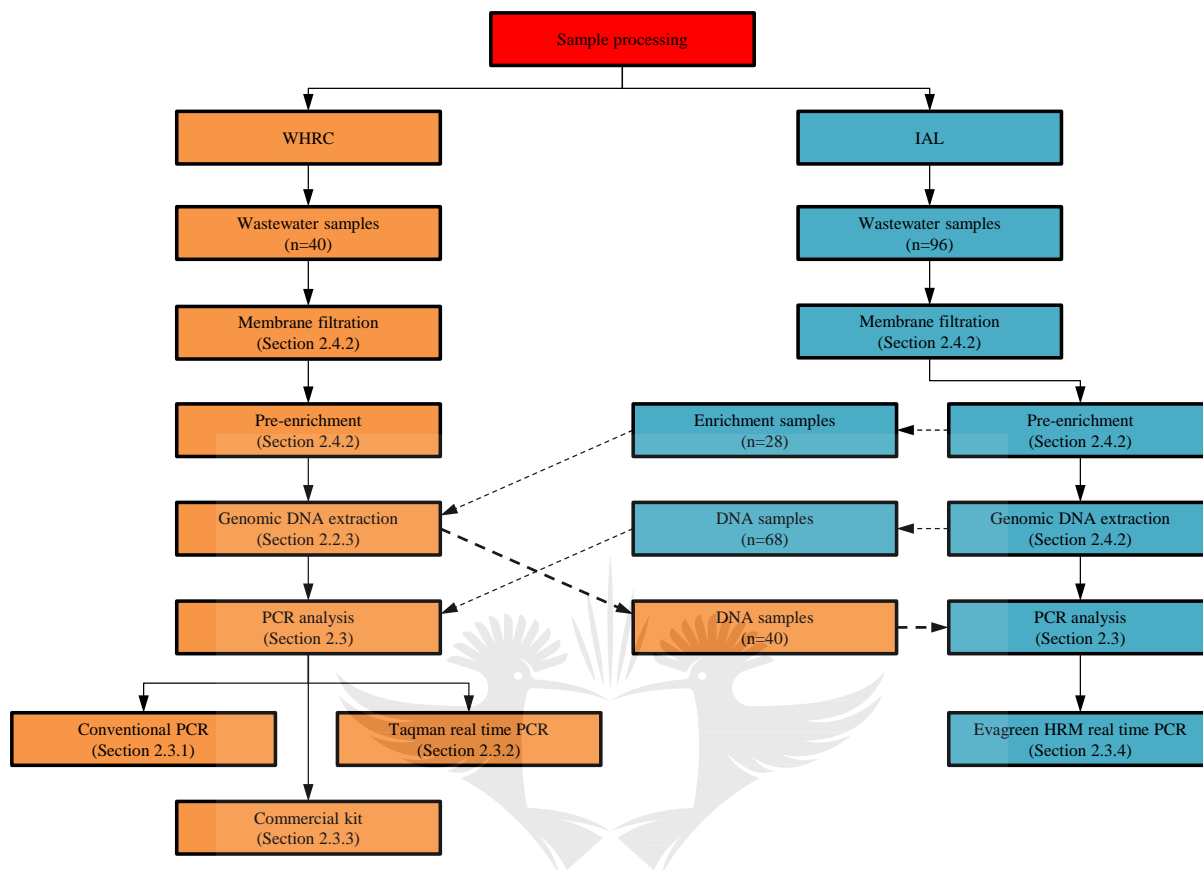 Sample processing
WHRC
IAL
Wastewater samples
(n=40)
Wastewater samples
(n=96)
Membrane filtration
(Section 2.4.2)
Membrane filtration
(Section 2.4.2)
Pre-enrichment
(Section 2.4.2)
Enrichment samples
(n=28)
Pre-enrichment
(Section 2.4.2)
Genomic DNA extraction
(Section 2.2.3)
DNA samples
(n=68)
Genomic DNA extraction
(Section 2.4.2)
PCR analysis
(Section 2.3)
DNA samples
(n=40)
PCR analysis
(Section 2.3)
Conventional PCR
(Section 2.3.1)
Taqman real time PCR
(Section 2.3.2)
Evagreen HRM real time PCR
(Section 2.3.4)
Commercial kit
(Section 2.3.3)